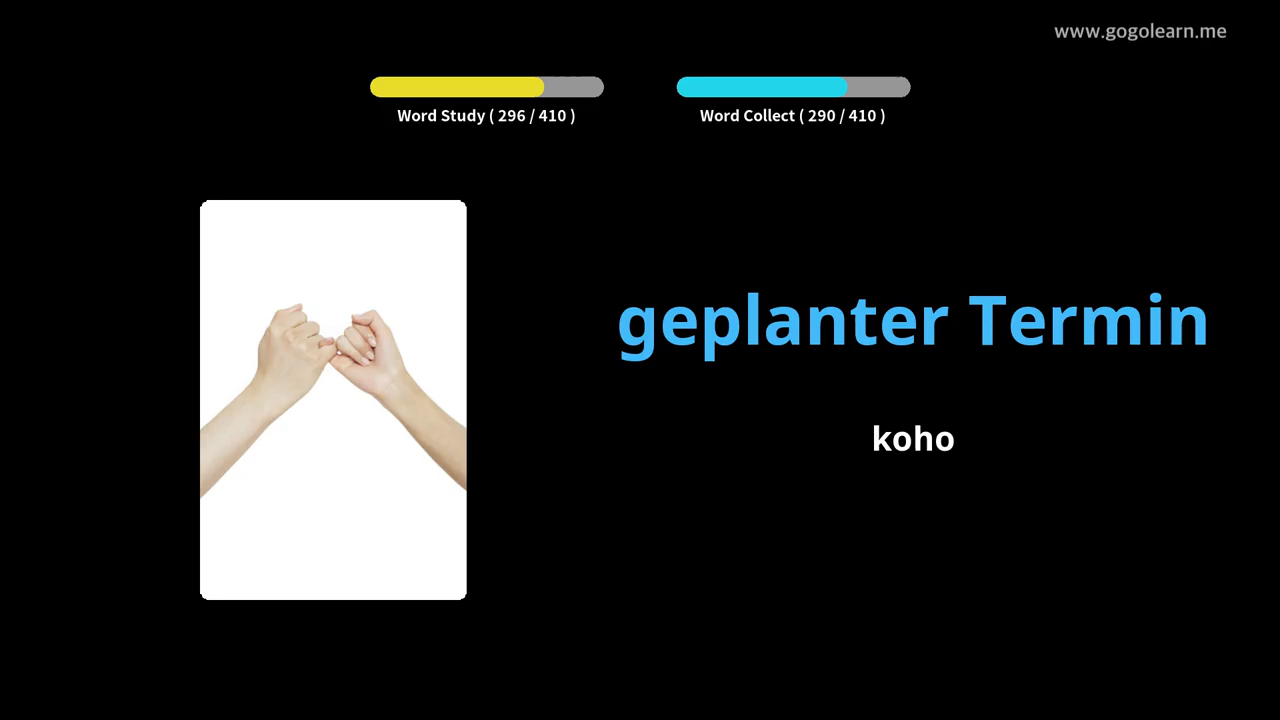 www.gogolearn.me
Word Study ( 296 / 410 )
Word Collect ( 290 / 410 )
geplanter Termin
koho